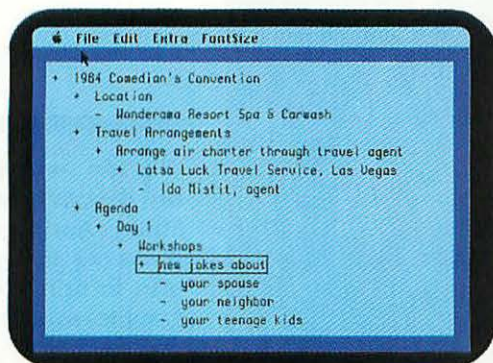 File Edit Extra FontSize
+ 1984 Comedian's Convention
+ Location
- Wonderama Resort Spa & Carwash
+ Travel Arrangements
+ Arrange air charter through travel agent
+ Lotsa Luck Travel Service, Las Vegas
- Ida Mistit, agent
+ Agenda
+ Day 1
+ Workshops
+ new jokes about
- your spouse
- your neighbor
- your teenage kids